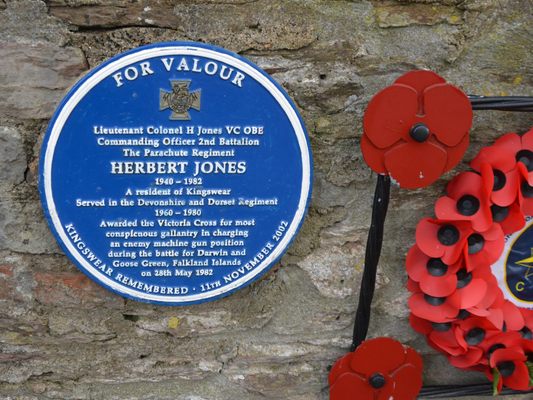 FOR VALOUR
Lieutenant Colonel H Jones VC OBE
Commanding Officer 2nd Battalion
The Parachute Regiment
HERBERT JONES
1940 - 1982
A resident of Kingswear
Served in the Devonshire and Dorset Regiment
1960 - 1980
Awarded the Victoria Cross for most
conspicuous gallantry in charging
an enemy machine gun position
during the battle for Darwin and
Goose Green, Falkland Islands
on 28th May 1982
KINGSWEAR REMEMBERED · 11TH NOVEMBER 2002
C